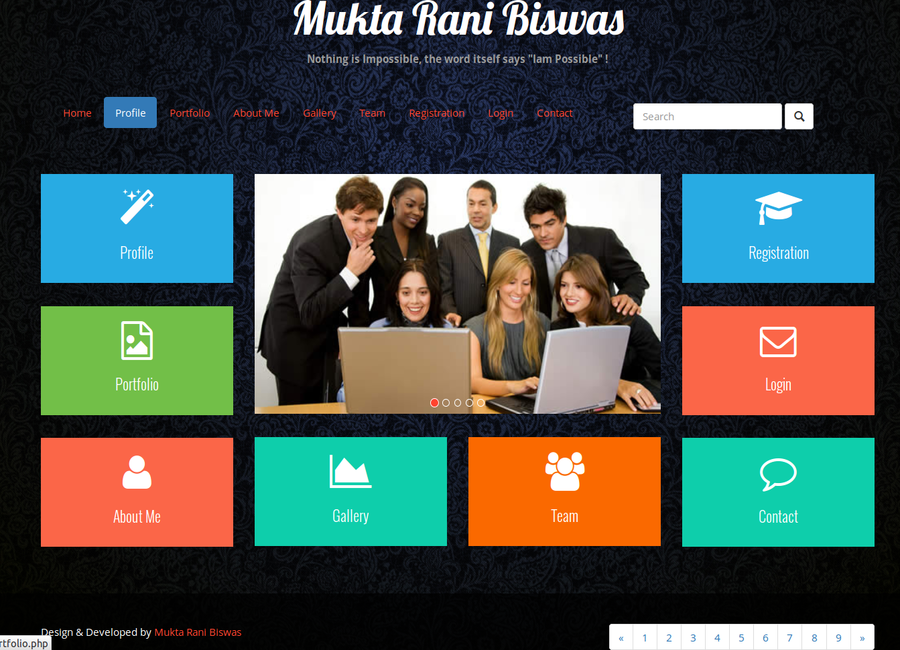 Mukta Rani Biswas
Nothing is Impossible, the word itself says "Iam Possible" !
Home Profile Portfolio About Me Gallery Team Registration Login Contact Search
Profile
Registration
Portfolio
Login
About Me
Gallery
Team
Contact
Design & Developed by Mukta Rani Biswas
rtfolio.php
« 1 2 3 4 5 6 7 8 9 »